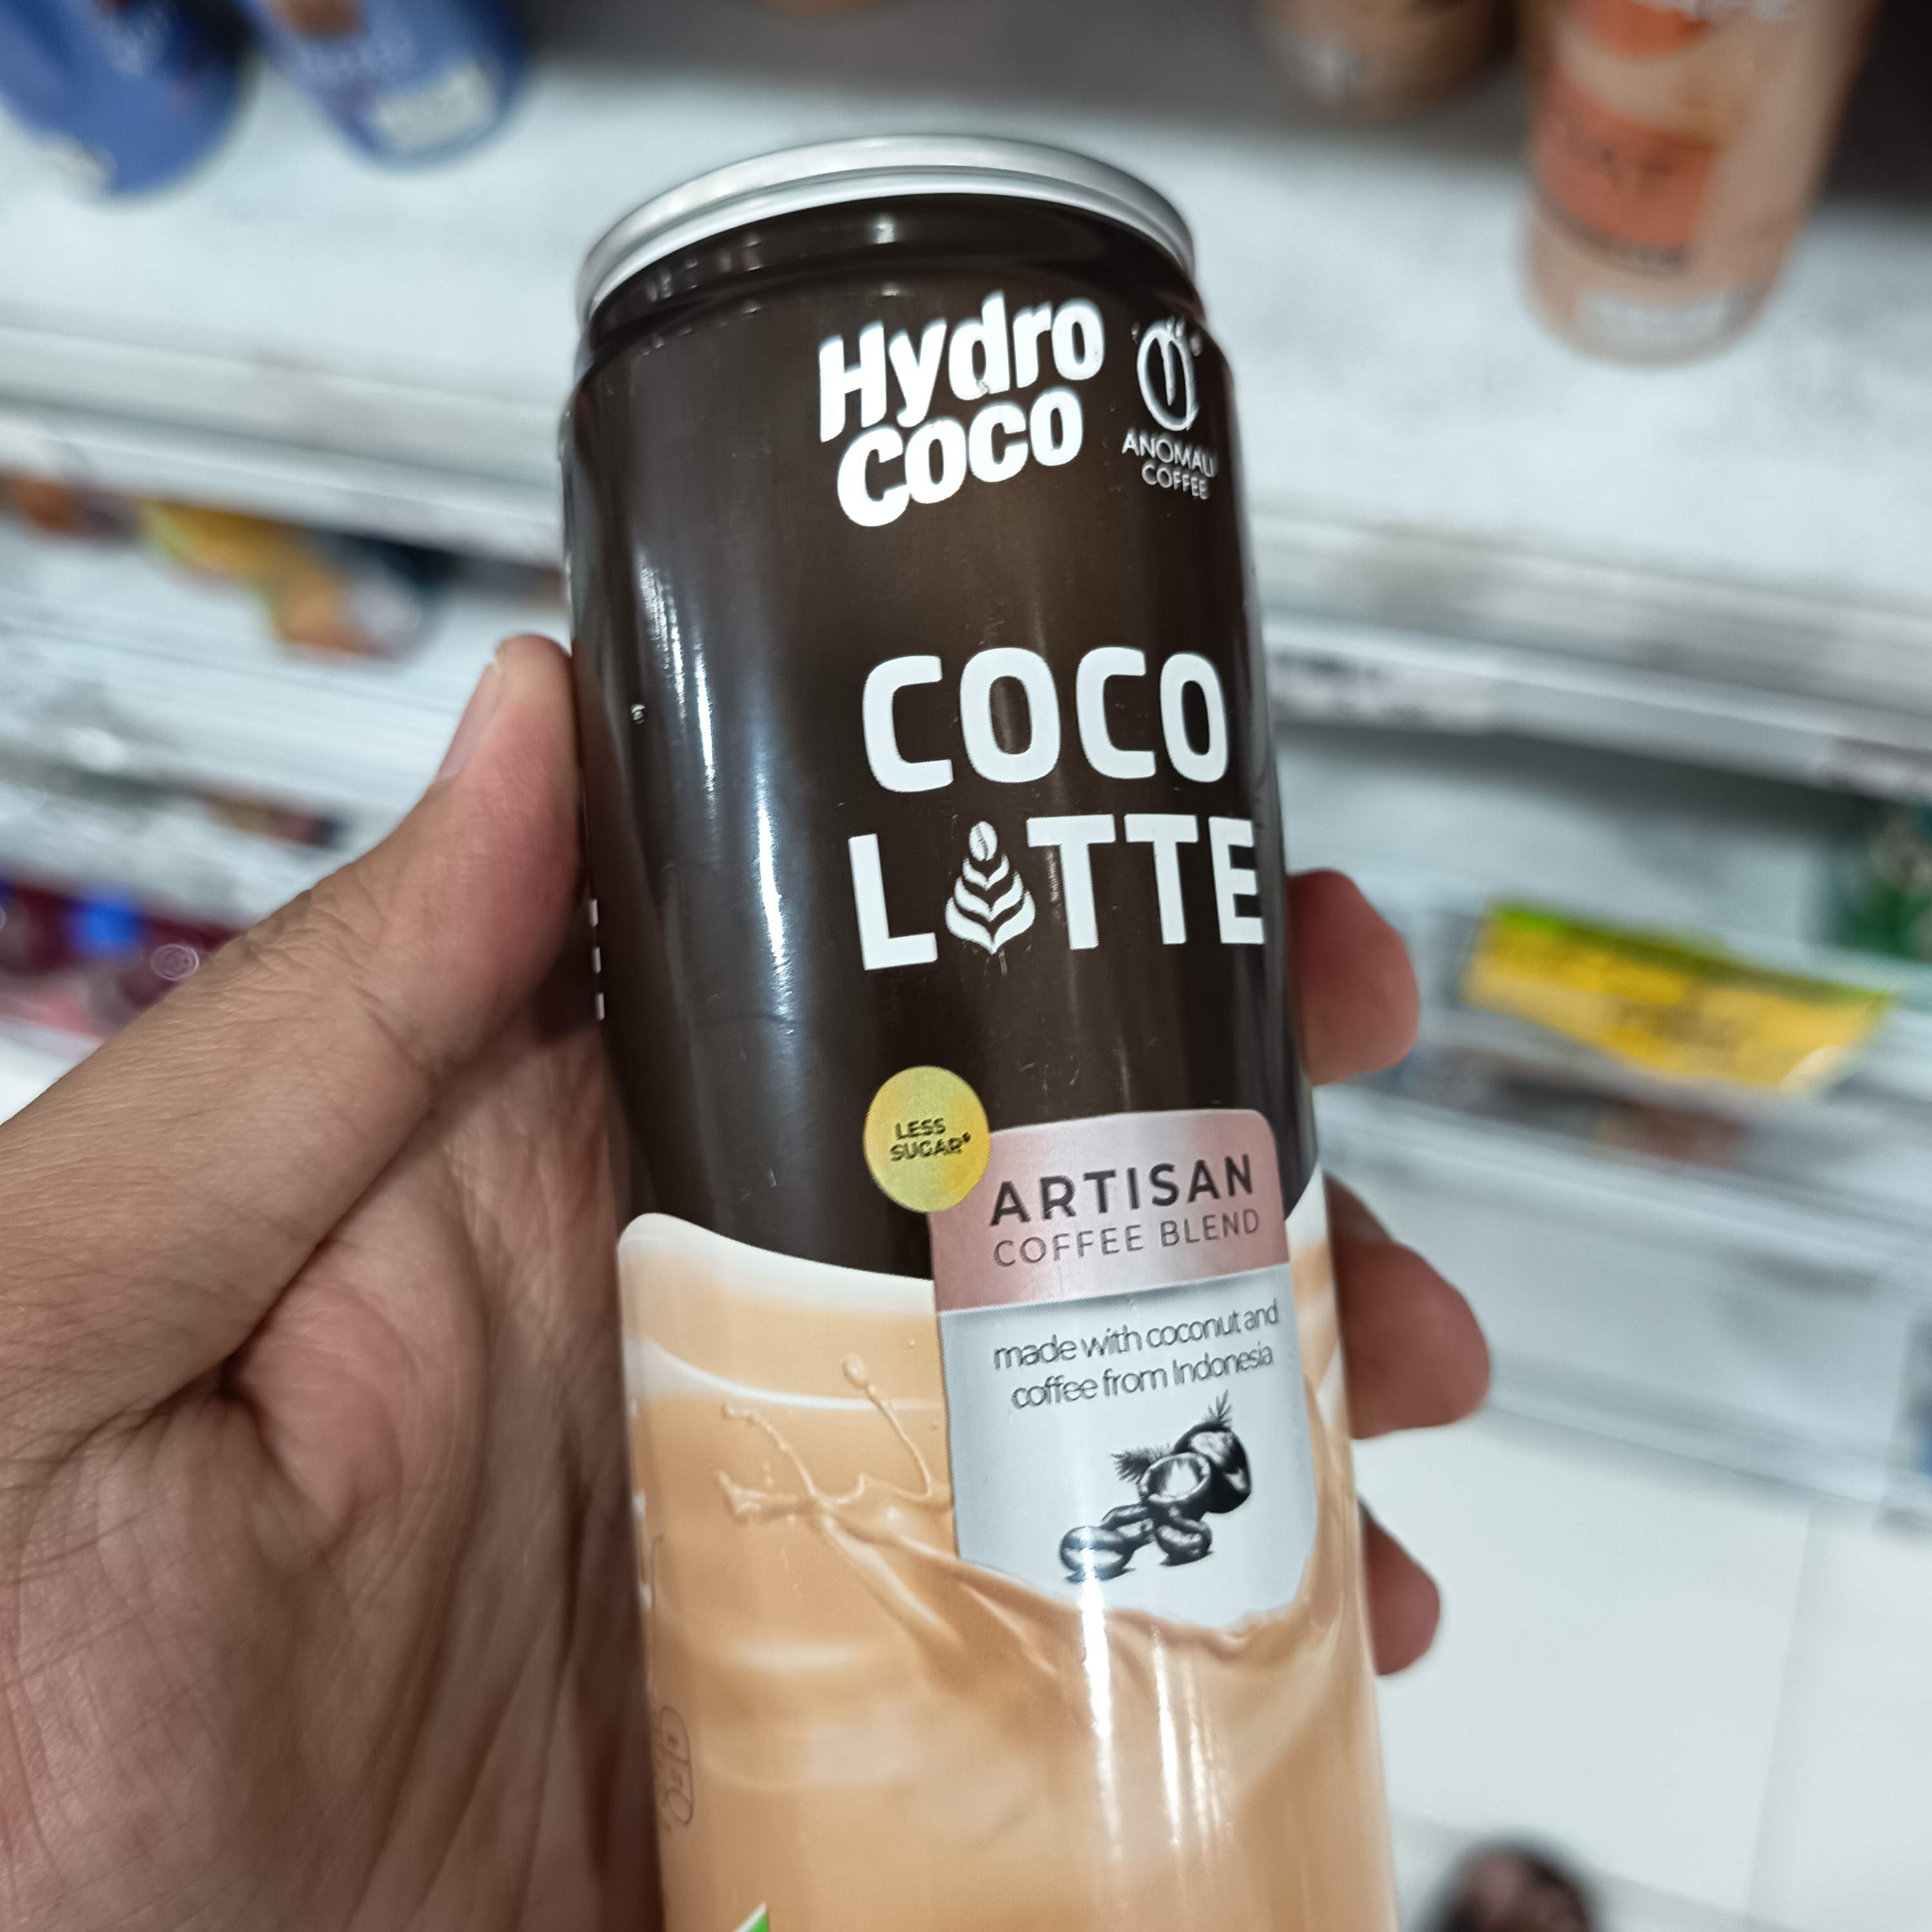 Hydro
Coco
ANOMALI
COFFEE
COCO
LATTE
LESS
SUGAR*
ARTISAN
COFFEE BLEND
made with coconut and
coffee from Indonesia